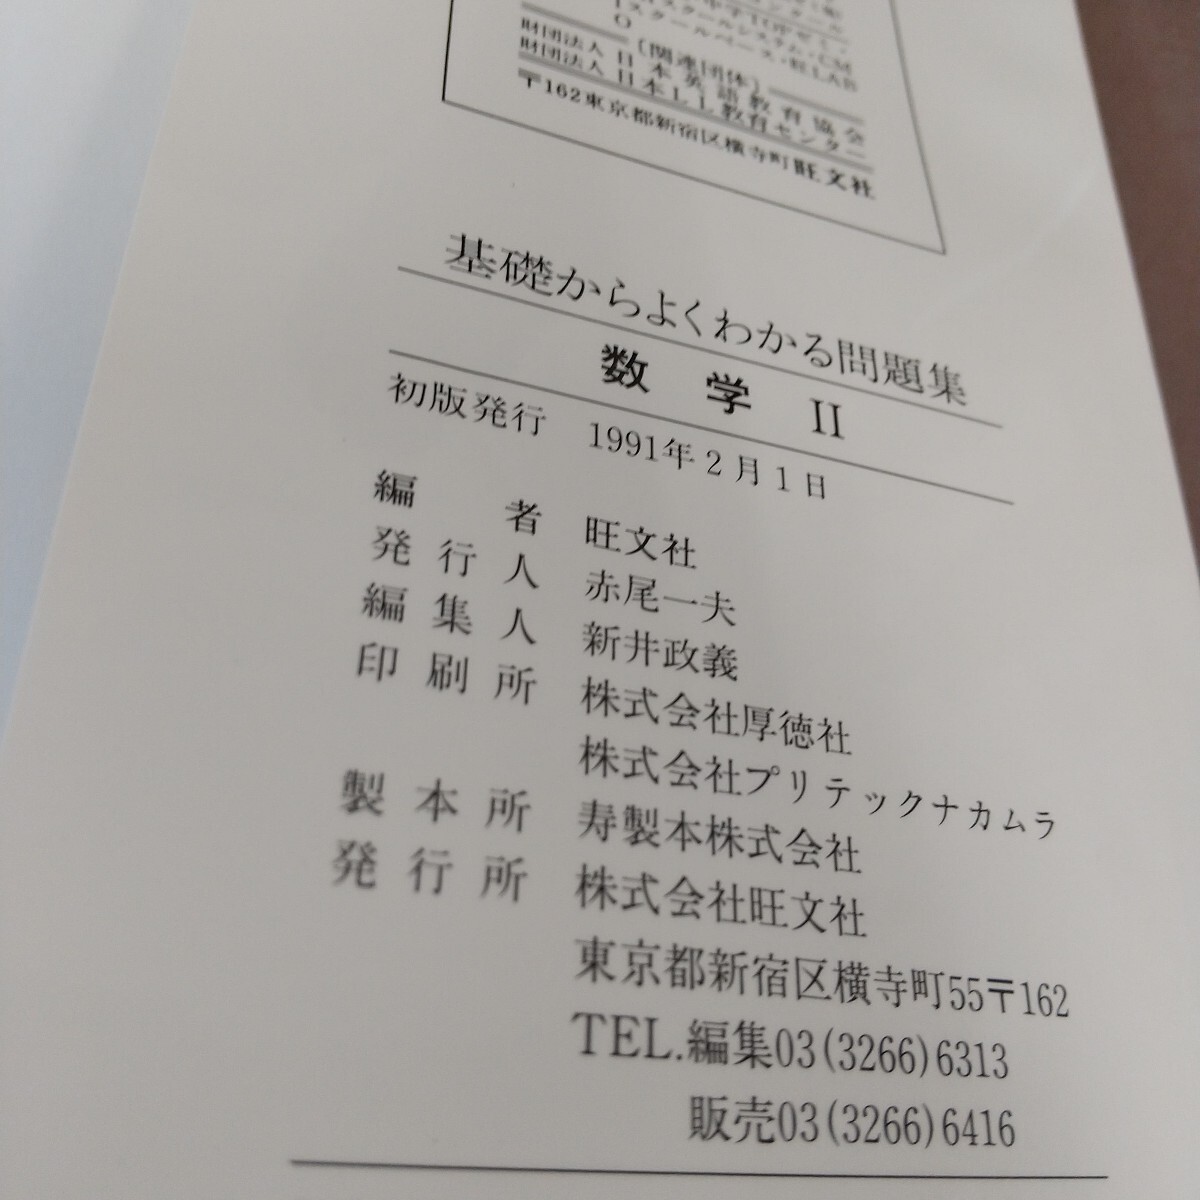 〔関連団体〕
財団法人 日本英語教育協会
財団法人 日本LL教育センター
〒162東京都新宿区横寺町 旺文社
基礎からよくわかる問題集
数学 II
初版発行 1991年2月1日
編者 旺文社
発行人 赤尾一夫
編集人 新井政義
印刷所 株式会社厚徳社
株式会社プリテックナカムラ
製本所 寿製本株式会社
発行所 株式会社旺文社
東京都新宿区横寺町55〒162
TEL.編集03(3266)6313
販売03(3266)6416